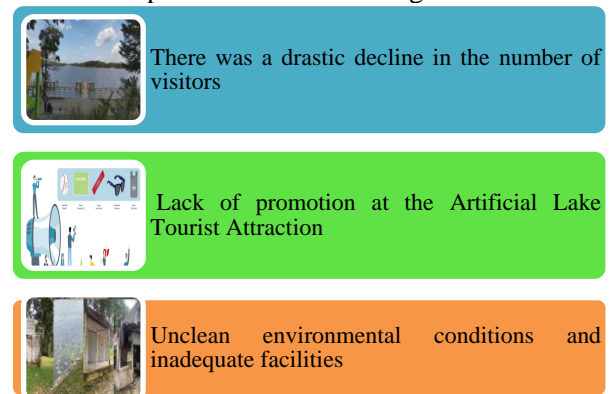 There was a drastic decline in the number of
visitors
Lack of promotion at the Artificial Lake
Tourist Attraction
Unclean environmental conditions and
inadequate facilities